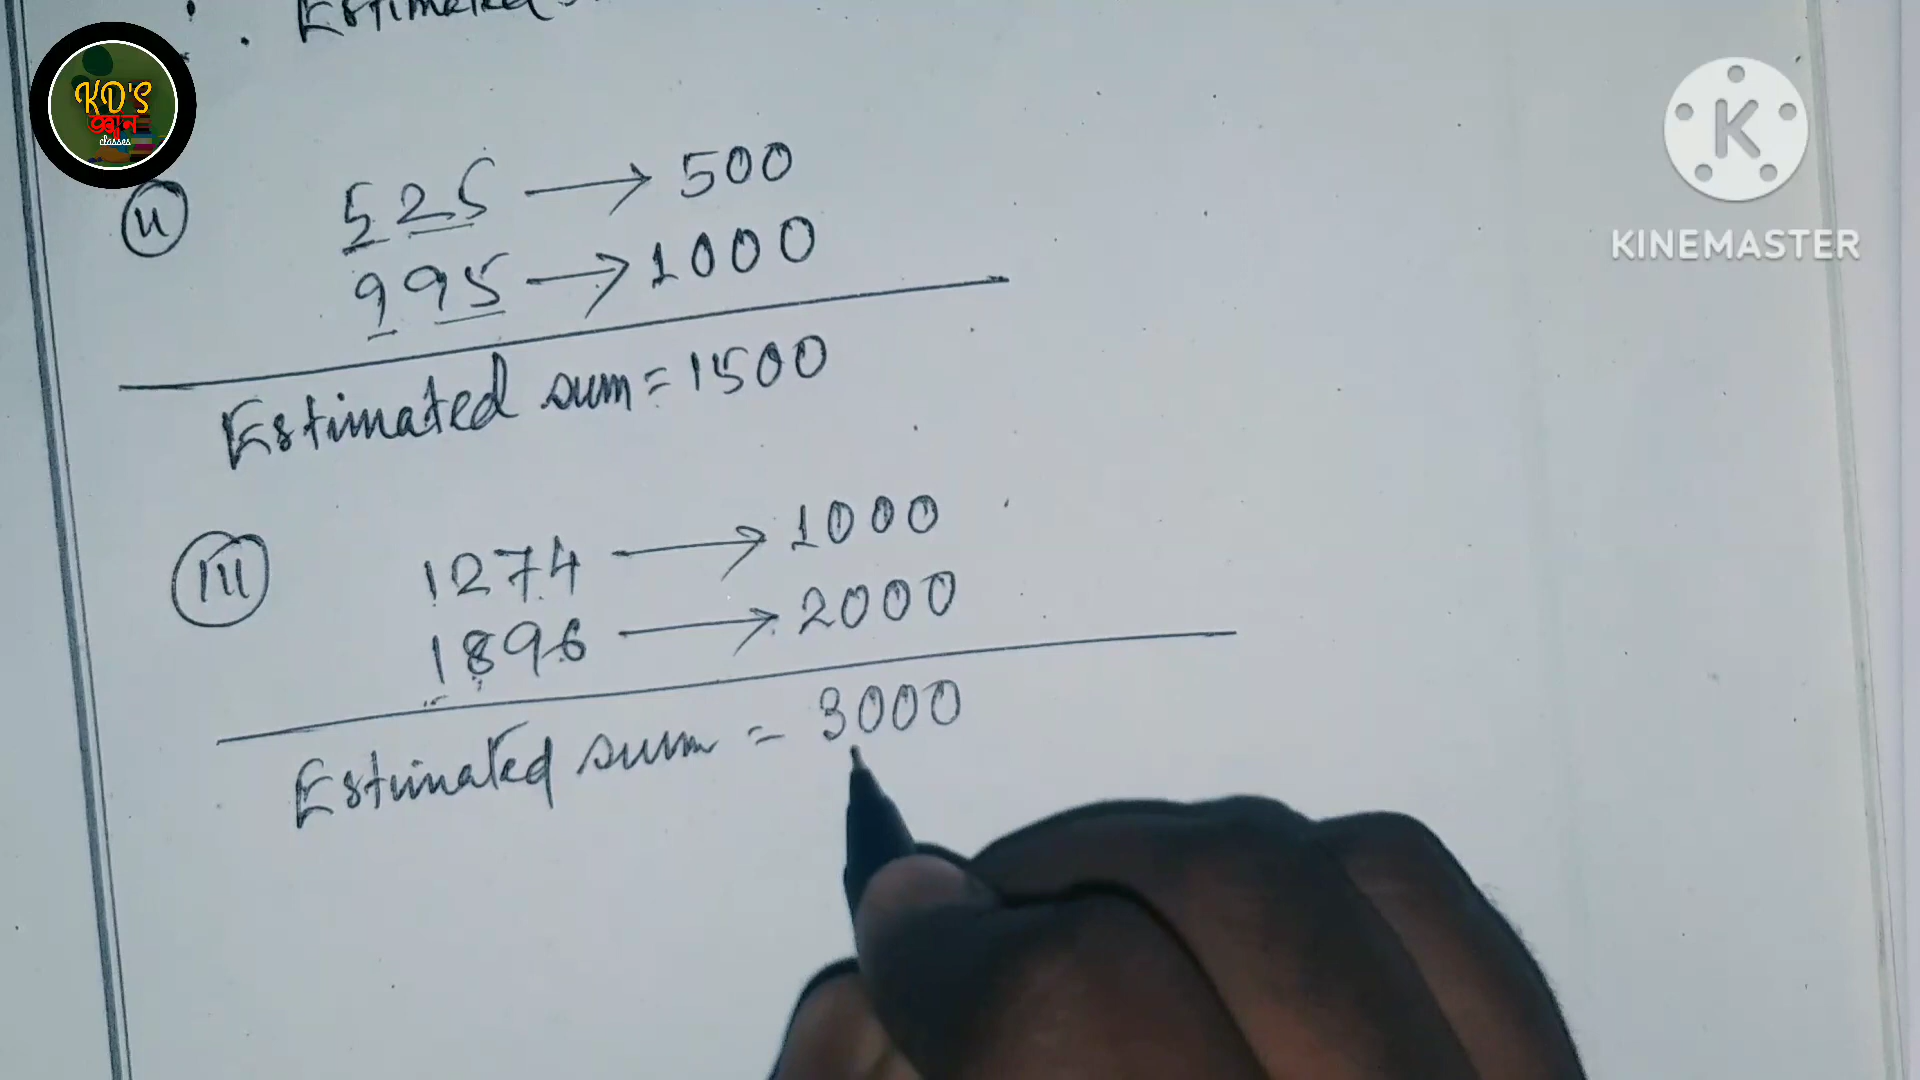 Estimated
KD'S
জ্ঞান
classes
KINEMASTER
(ii) 525 → 500
995 → 1000
Estimated sum = 1500
(iii) 1274 → 1000
1896 → 2000
Estimated sum = 3000